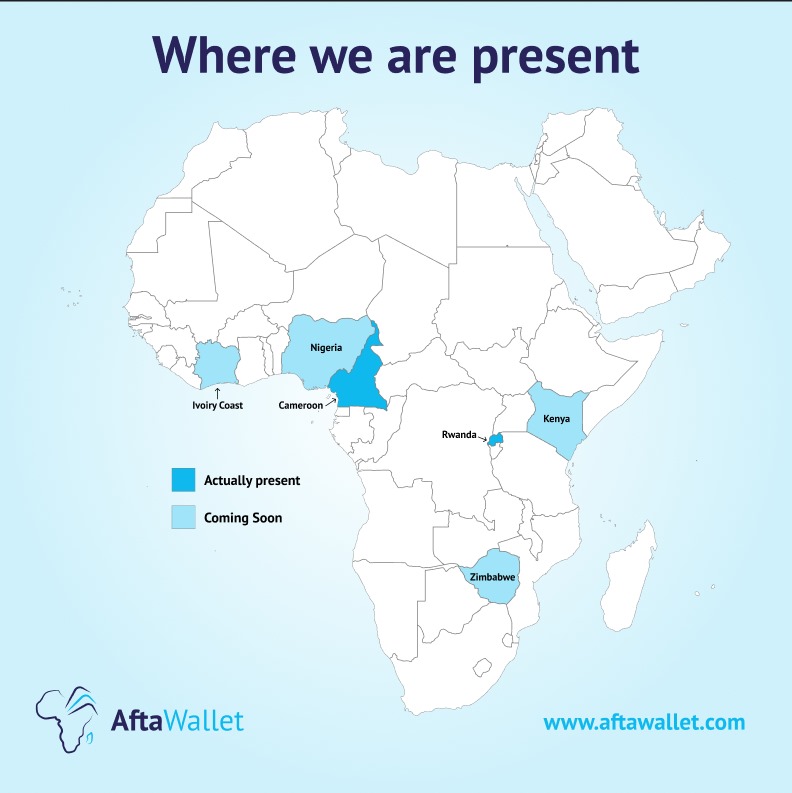 Where we are present
Nigeria
Ivoiry Coast
Cameroon
Kenya
Rwanda
Actually present
Coming Soon
Zimbabwe
AftaWallet
www.aftawallet.com